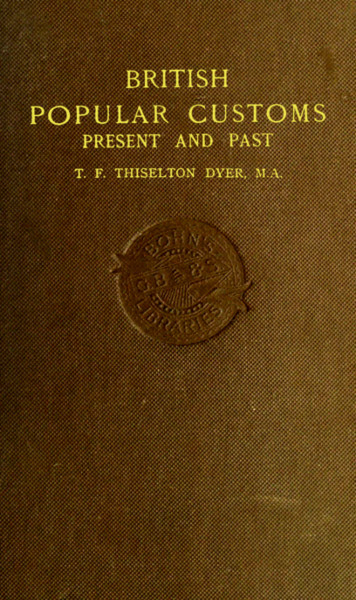 BRITISH
POPULAR CUSTOMS
PRESENT AND PAST
T. F. THISELTON DYER, M.A.
BOHN'S
LIBRARIES